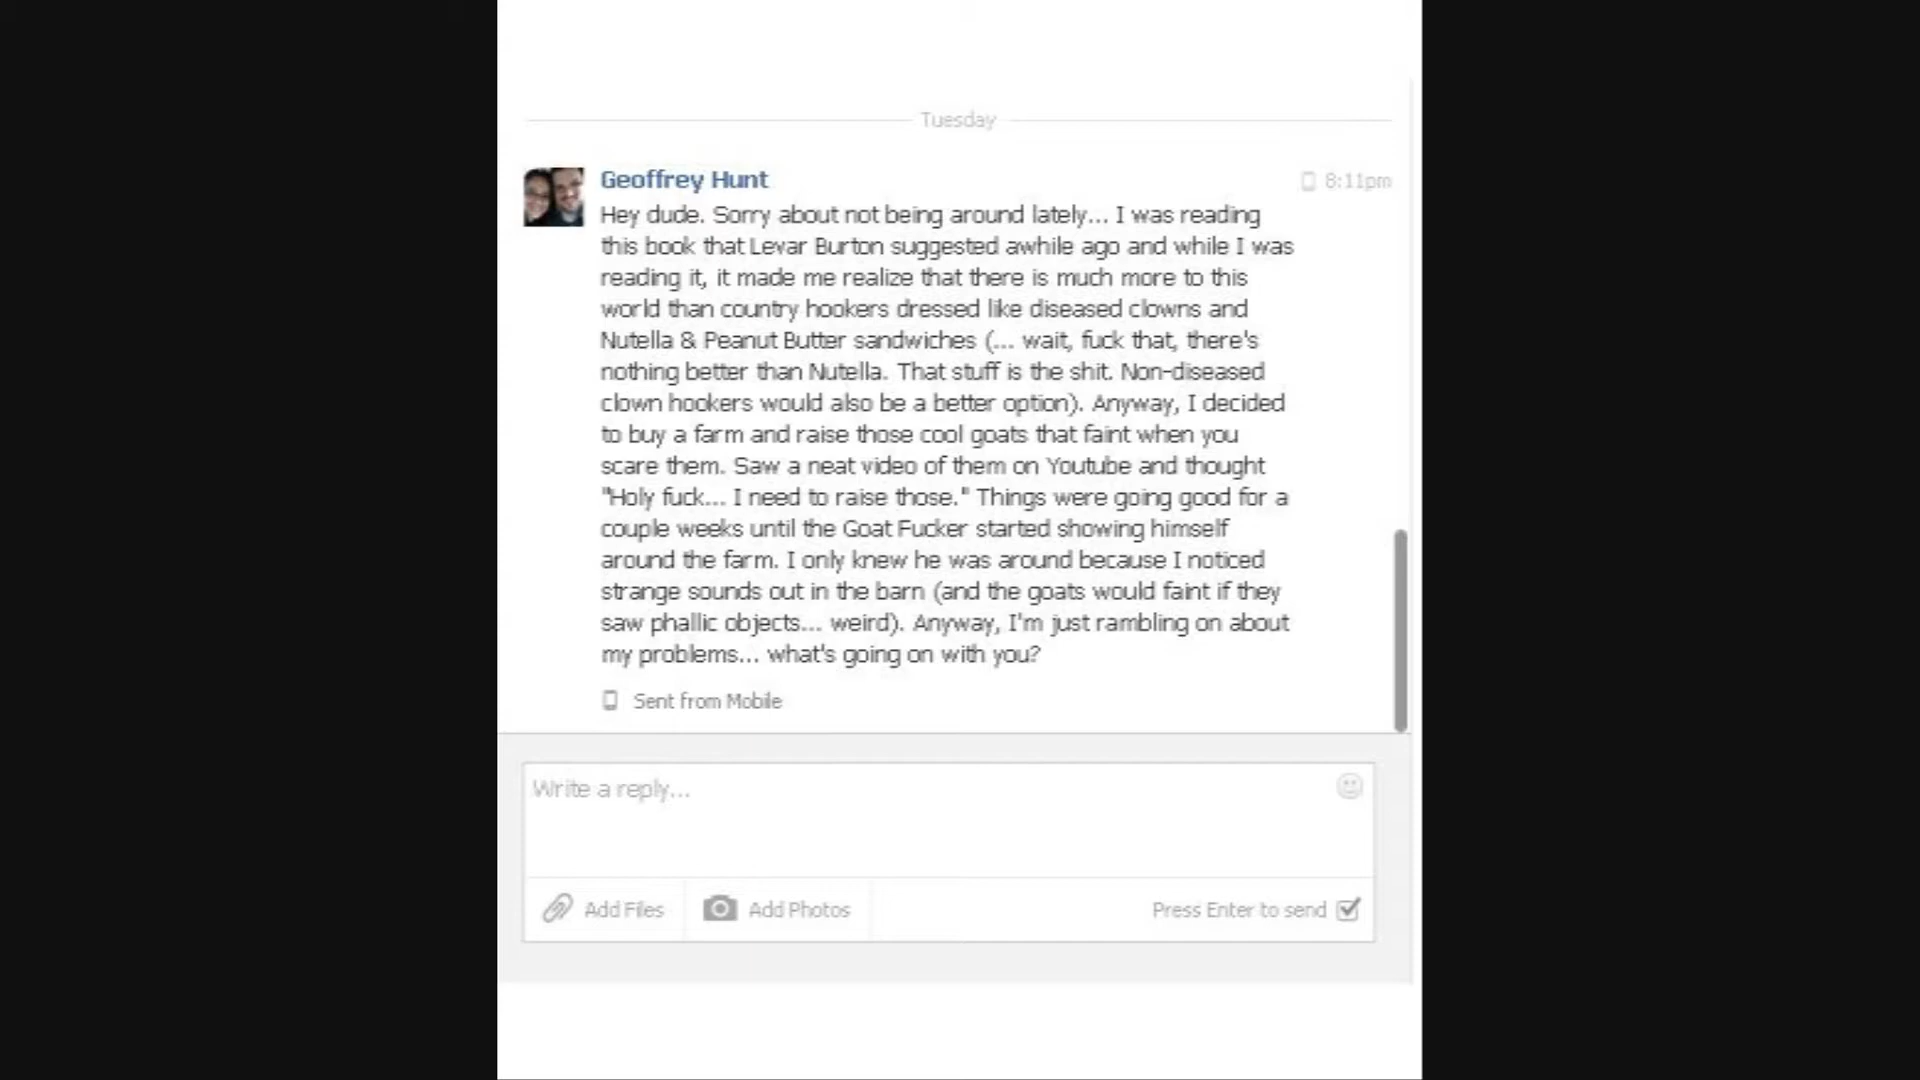 Tuesday
Geoffrey Hunt
8:11pm
Hey dude. Sorry about not being around lately... I was reading
this book that Levar Burton suggested awhile ago and while I was
reading it, it made me realize that there is much more to this
world than country hookers dressed like diseased clowns and
Nutella & Peanut Butter sandwiches (... wait, fuck that, there's
nothing better than Nutella. That stuff is the shit. Non-diseased
clown hookers would also be a better option). Anyway, I decided
to buy a farm and raise those cool goats that faint when you
scare them. Saw a neat video of them on Youtube and thought
"Holy fuck... I need to raise those." Things were going good for a
couple weeks until the Goat Fucker started showing himself
around the farm. I only knew he was around because I noticed
strange sounds out in the barn (and the goats would faint if they
saw phallic objects... weird). Anyway, I'm just rambling on about
my problems... what's going on with you?
Sent from Mobile
Write a reply...
Add Files
Add Photos
Press Enter to send